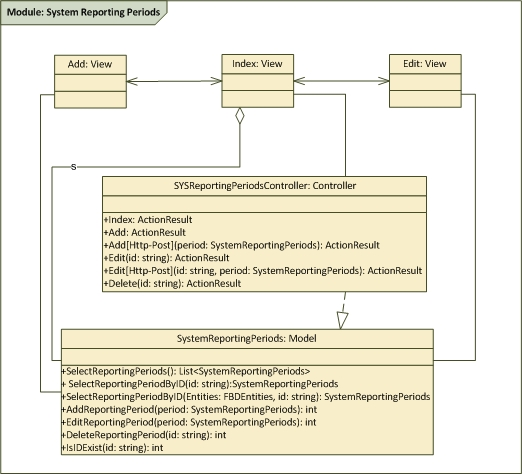 Module: System Reporting Periods
Add: View
Index: View
Edit: View
s
SYSReportingPeriodsController: Controller
+Index: ActionResult
+Add: ActionResult
+Add[Http-Post](period: SystemReportingPeriods): ActionResult
+Edit(id: string): ActionResult
+Edit[Http-Post](id: string, period: SystemReportingPeriods): ActionResult
+Delete(id: string): ActionResult
SystemReportingPeriods: Model
+SelectReportingPeriods(): List<SystemReportingPeriods>
+ SelectReportingPeriodByID(id: string):SystemReportingPeriods
+SelectReportingPeriodByID(Entities: FBDEntities, id: string): SystemReportingPeriods
+AddReportingPeriod(period: SystemReportingPeriods): int
+EditReportingPeriod(period: SystemReportingPeriods): int
+DeleteReportingPeriod(id: string): int
+IsIDExist(id: string): int